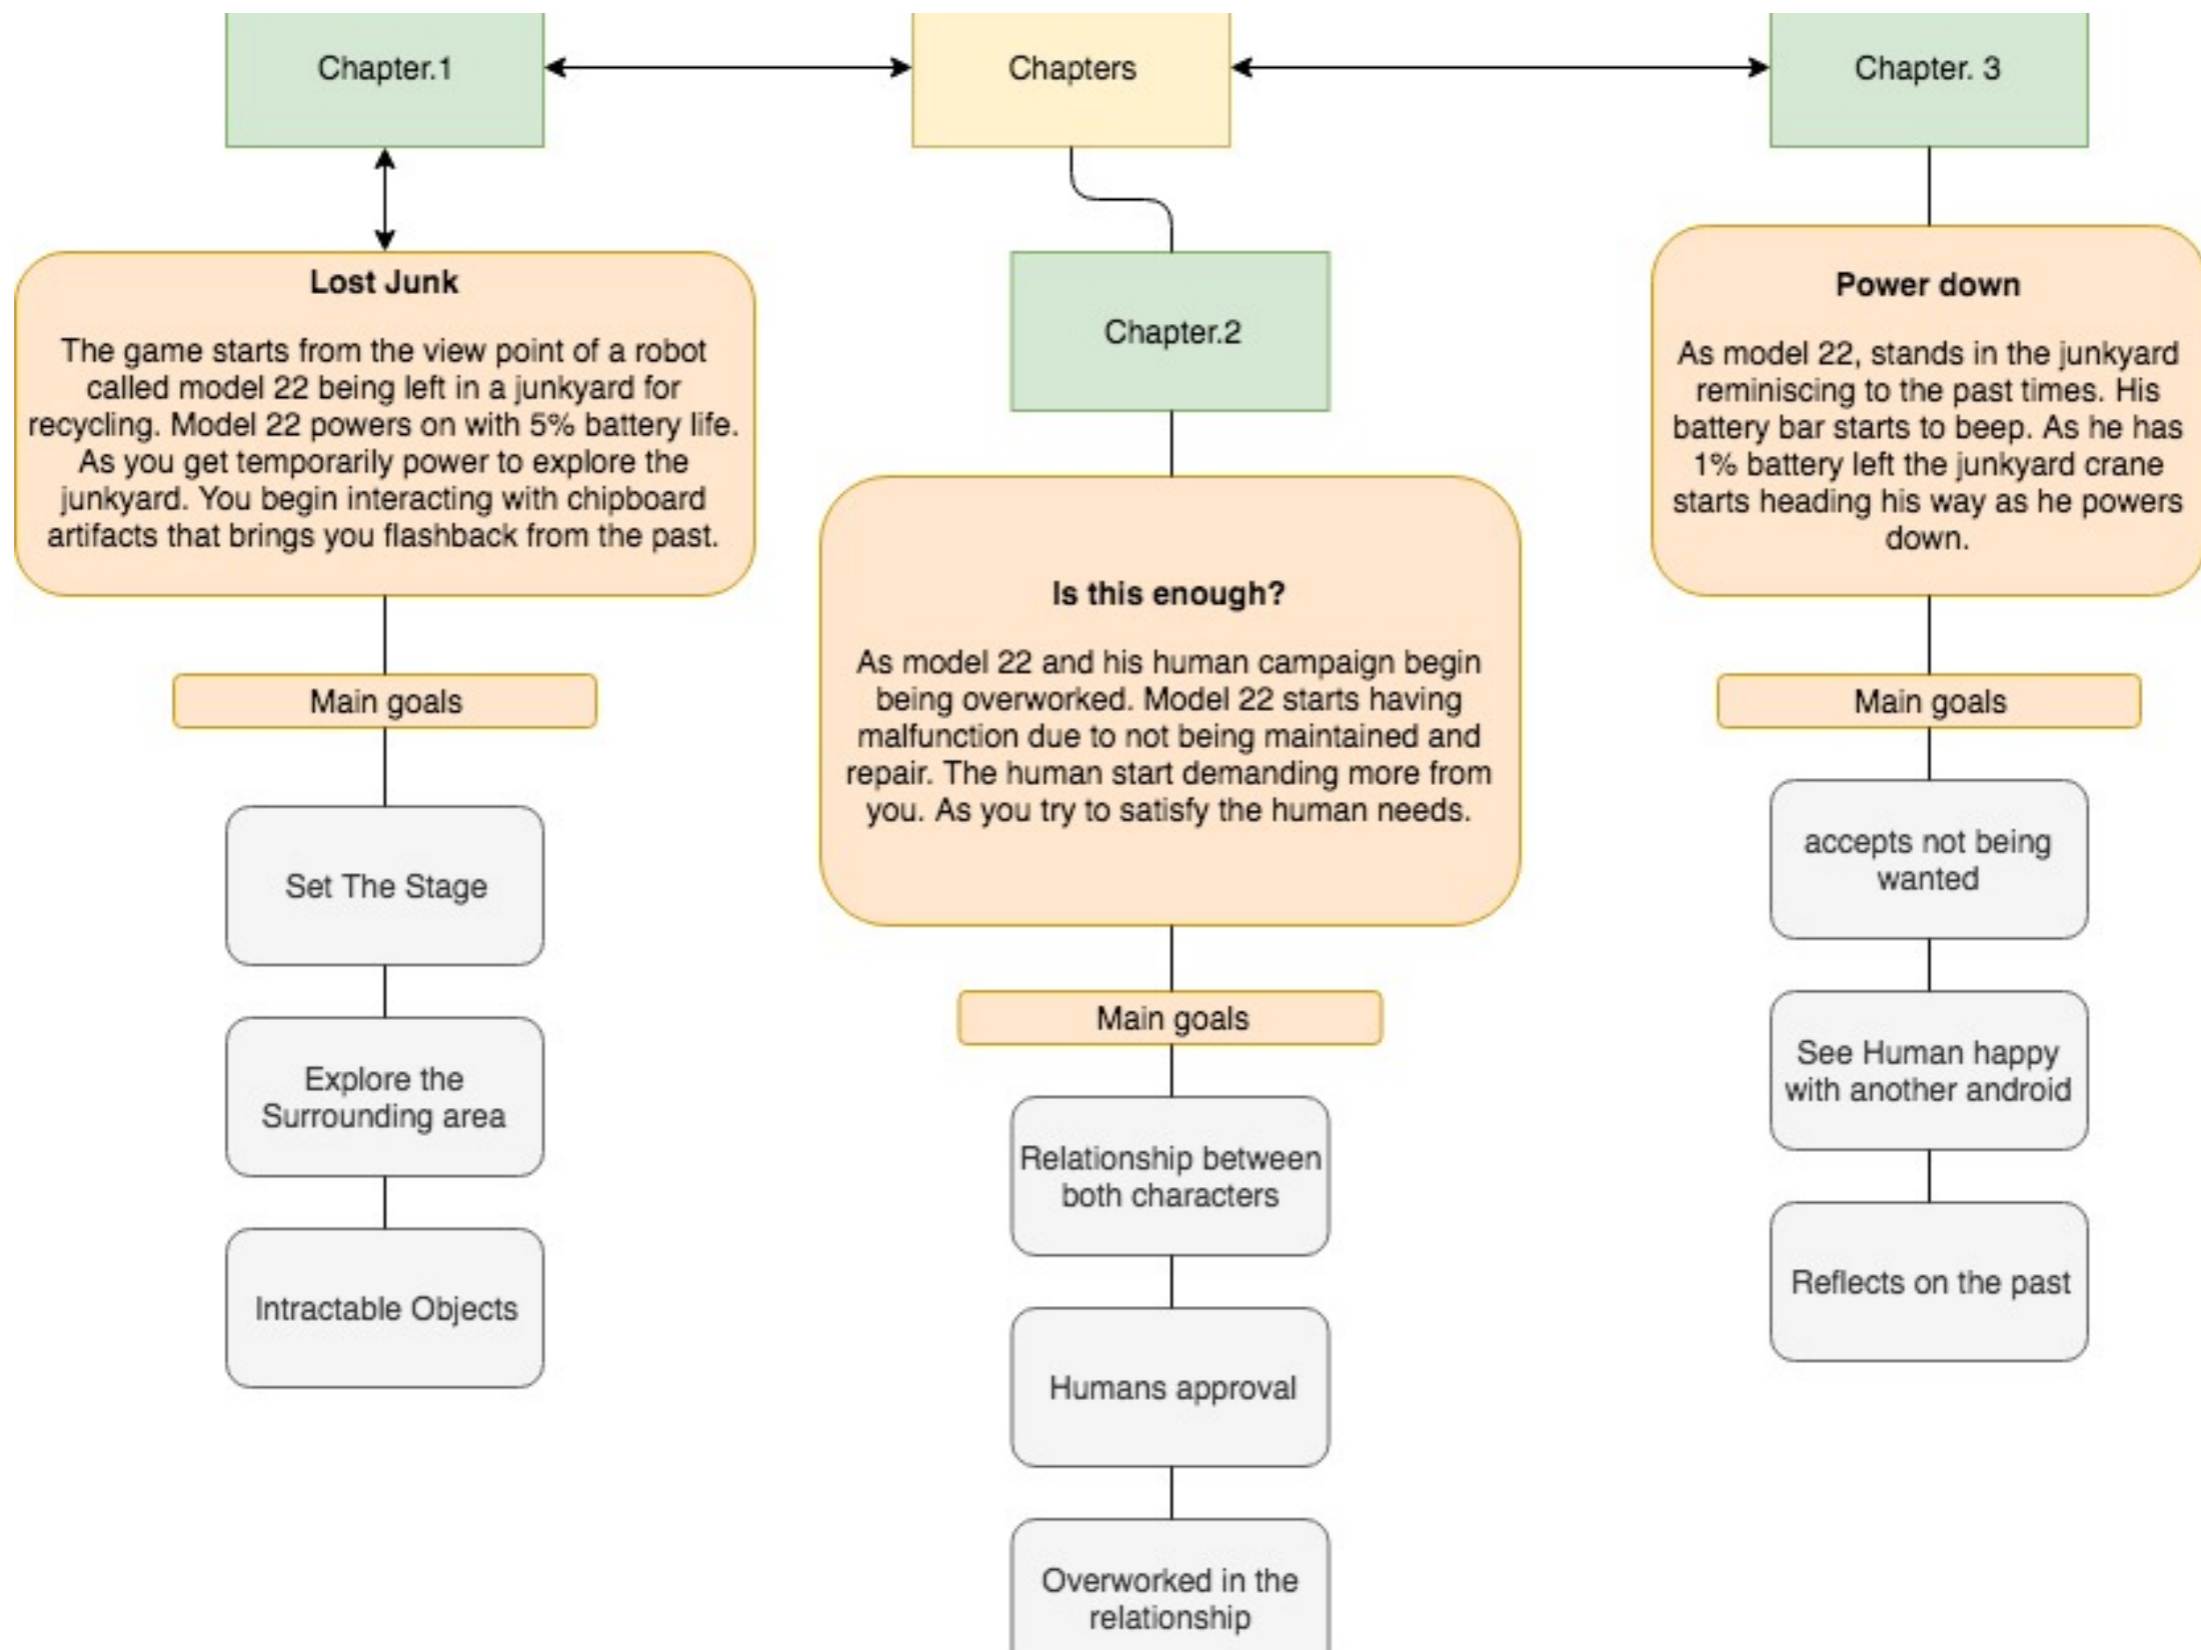 Chapter.1
Chapters
Chapter. 3
Lost Junk
The game starts from the view point of a robot
called model 22 being left in a junkyard for
recycling. Model 22 powers on with 5% battery life.
As you get temporarily power to explore the
junkyard. You begin interacting with chipboard
artifacts that brings you flashback from the past.
Main goals
Set The Stage
Explore the
Surrounding area
Intractable Objects
Chapter.2
Is this enough?
As model 22 and his human campaign begin
being overworked. Model 22 starts having
malfunction due to not being maintained and
repair. The human start demanding more from
you. As you try to satisfy the human needs.
Main goals
Relationship between
both characters
Humans approval
Overworked in the
relationship
Power down
As model 22, stands in the junkyard
reminiscing to the past times. His
battery bar starts to beep. As he has
1% battery left the junkyard crane
starts heading his way as he powers
down.
Main goals
accepts not being
wanted
See Human happy
with another android
Reflects on the past